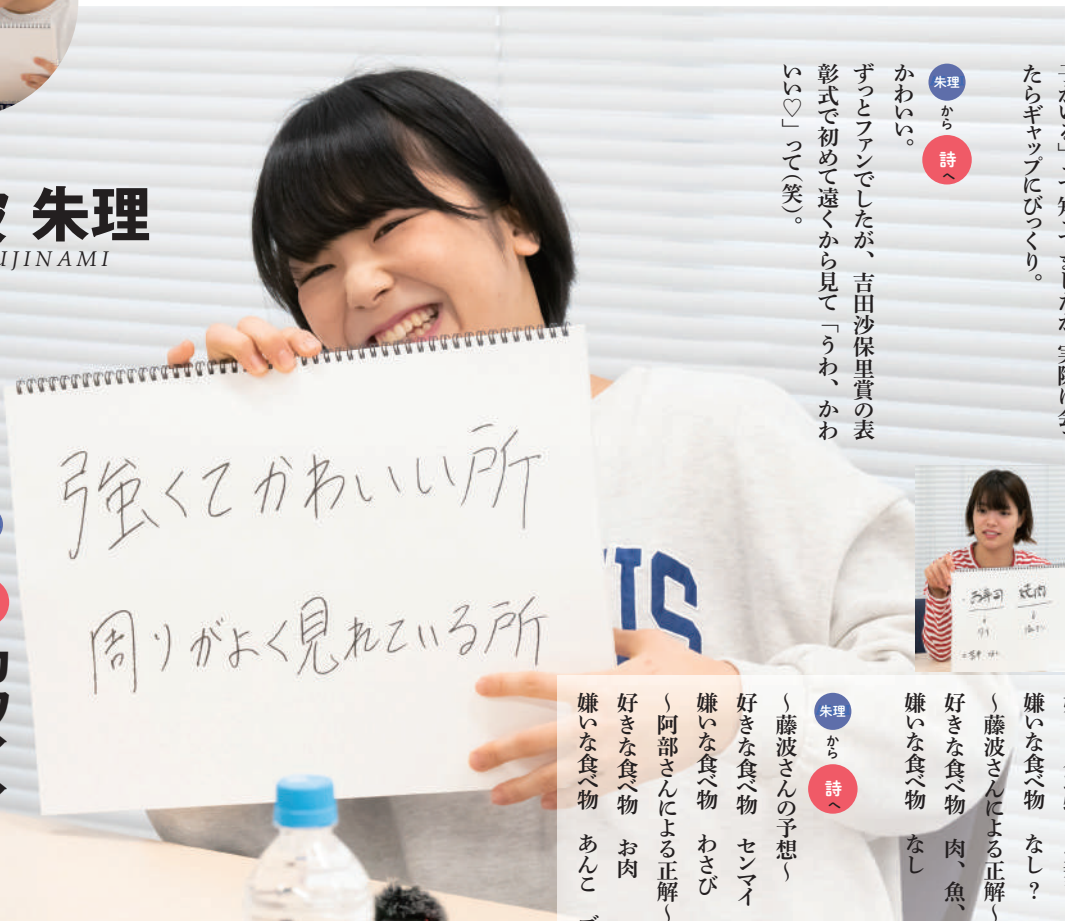 朱理
UJINAMI
たらギャップにびっくり。
朱理から詩へ
かわいい。
ずっとファンでしたが、吉田沙保里賞の表
彰式で初めて遠くから見て「うわ、かわ
いい♡」って(笑)。
強くてかわいい所
周りがよく見れている所
お寿司 焼肉
嫌いな食べ物 なし?
~藤波さんによる正解~
好きな食べ物 肉、魚、
嫌いな食べ物 なし
朱理から詩へ
~藤波さんの予想~
好きな食べ物 センマイ
嫌いな食べ物 わさび
~阿部さんによる正解~
好きな食べ物 お肉
嫌いな食べ物 あんこ